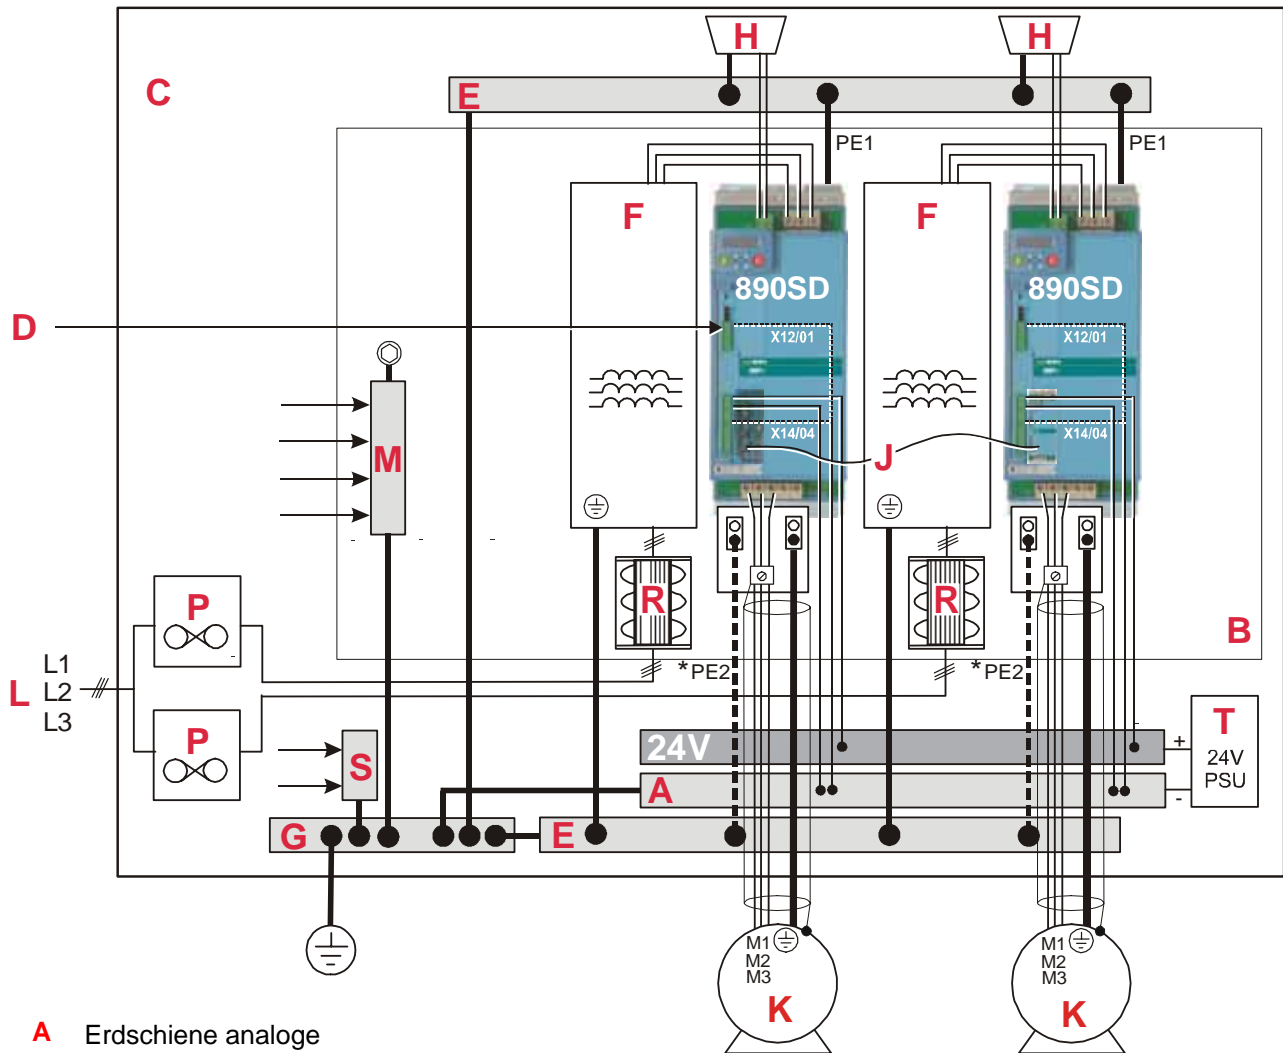 H H
C
E
PE1 PE1
F F
890SD 890SD
D
X12/01 X12/01
X14/04 X14/04
M
J
P
R R
B
L1
L L2
L3
*PE2 *PE2
P
T
24V
PSU
24V
+
S
A
-
G
E
M1 M1
M2 M2
M3 M3
K K
A Erdschiene analoge